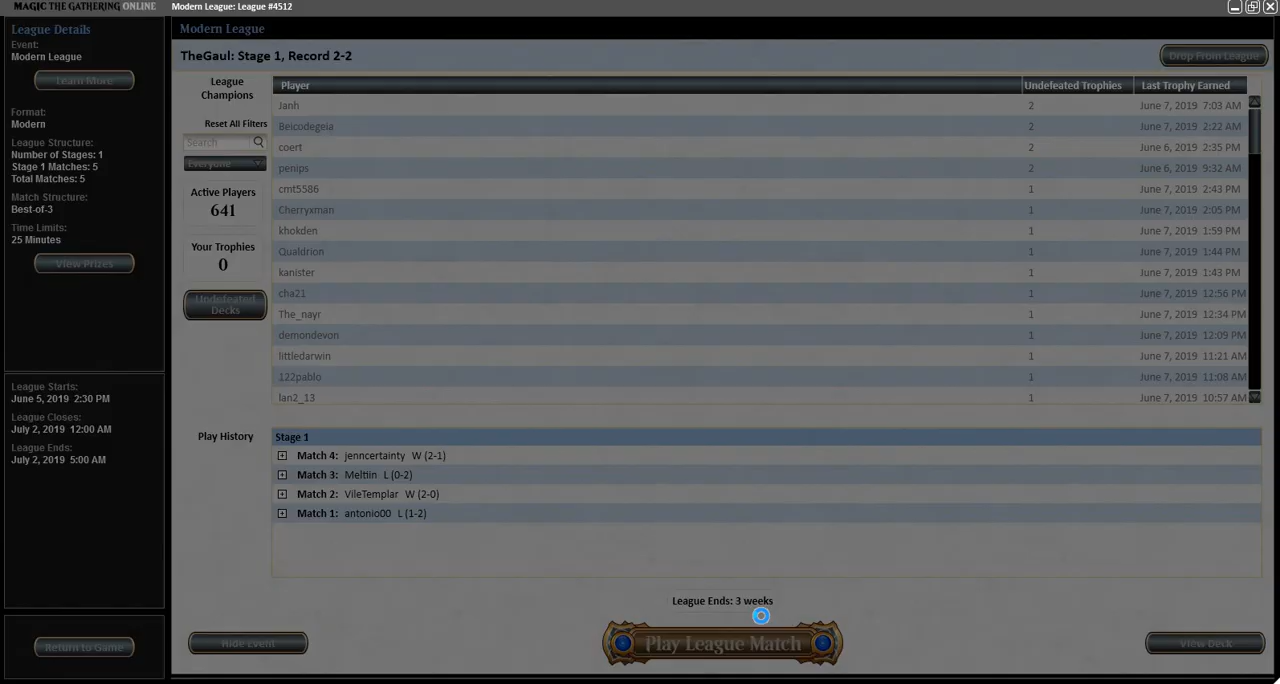 MAGIC THE GATHERING ONLINE
Modern League: League #4512
League Details
Event:
Modern League
Learn More
Format:
Modern
League Structure:
Number of Stages: 1
Stage 1 Matches: 5
Total Matches: 5
Match Structure:
Best-of-3
Time Limits:
25 Minutes
View Prizes
League Starts:
June 5, 2019 2:30 PM
League Closes:
July 2, 2019 12:00 AM
League Ends:
July 2, 2019 5:00 AM
Return to Game
Modern League
TheGaul: Stage 1, Record 2-2
Drop From League
League
Champions
Reset All Filters
Search
Everyone
Active Players
641
Your Trophies
0
Undefeated
Decks
Player Undefeated Trophies Last Trophy Earned
Janh 2 June 7, 2019 7:03 AM
Beicodegeia 2 June 7, 2019 2:22 AM
coert 2 June 6, 2019 2:35 PM
penips 2 June 6, 2019 9:32 AM
cmt5586 1 June 7, 2019 2:43 PM
Cherryxman 1 June 7, 2019 2:05 PM
khokden 1 June 7, 2019 1:59 PM
Qualdrion 1 June 7, 2019 1:44 PM
kanister 1 June 7, 2019 1:43 PM
cha21 1 June 7, 2019 12:56 PM
The_nayr 1 June 7, 2019 12:34 PM
demondevon 1 June 7, 2019 12:09 PM
littledarwin 1 June 7, 2019 11:21 AM
122pablo 1 June 7, 2019 11:08 AM
Ian2_13 1 June 7, 2019 10:57 AM
Play History
Stage 1
Match 4: jenncertainty W (2-1)
Match 3: Meltiin L (0-2)
Match 2: VileTemplar W (2-0)
Match 1: antonio00 L (1-2)
League Ends: 3 weeks
Hide Event
Play League Match
View Deck